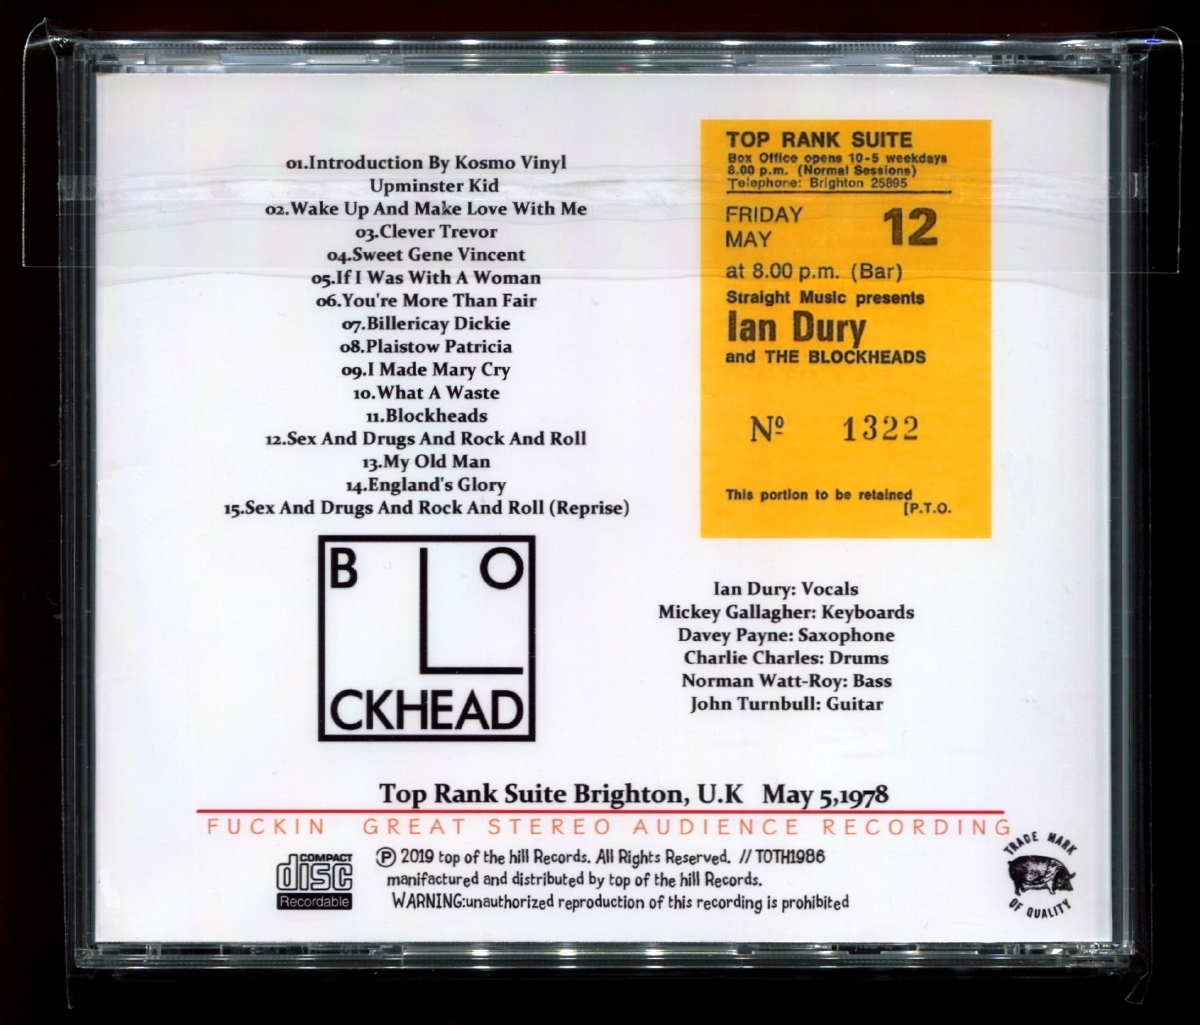 01.Introduction By Kosmo Vinyl
Upminster Kid
02.Wake Up And Make Love With Me
03.Clever Trevor
04.Sweet Gene Vincent
05.If I Was With A Woman
06.You're More Than Fair
07.Billericay Dickie
08.Plaistow Patricia
09.I Made Mary Cry
10.What A Waste
11.Blockheads
12.Sex And Drugs And Rock And Roll
13.My Old Man
14.England's Glory
15.Sex And Drugs And Rock And Roll (Reprise)
B L O
CKHEAD
TOP RANK SUITE
Box Office opens 10-5 weekdays
8.00 p.m. (Normal Sessions)
Telephone: Brighton 25895
FRIDAY
MAY 12
at 8.00 p.m. (Bar)
Straight Music presents
Ian Dury
and THE BLOCKHEADS
Nº 1322
This portion to be retained
[P.T.O.
Ian Dury: Vocals
Mickey Gallagher: Keyboards
Davey Payne: Saxophone
Charlie Charles: Drums
Norman Watt-Roy: Bass
John Turnbull: Guitar
Top Rank Suite Brighton, U.K May 5,1978
FUCKIN GREAT STEREO AUDIENCE RECORDING
COMPACT
disc
Recordable
℗ 2019 top of the hill Records. All Rights Reserved. // TOTH1986
manifactured and distributed by top of the hill Records.
WARNING:unauthorized reproduction of this recording is prohibited
TRADE MARK
OF QUALITY